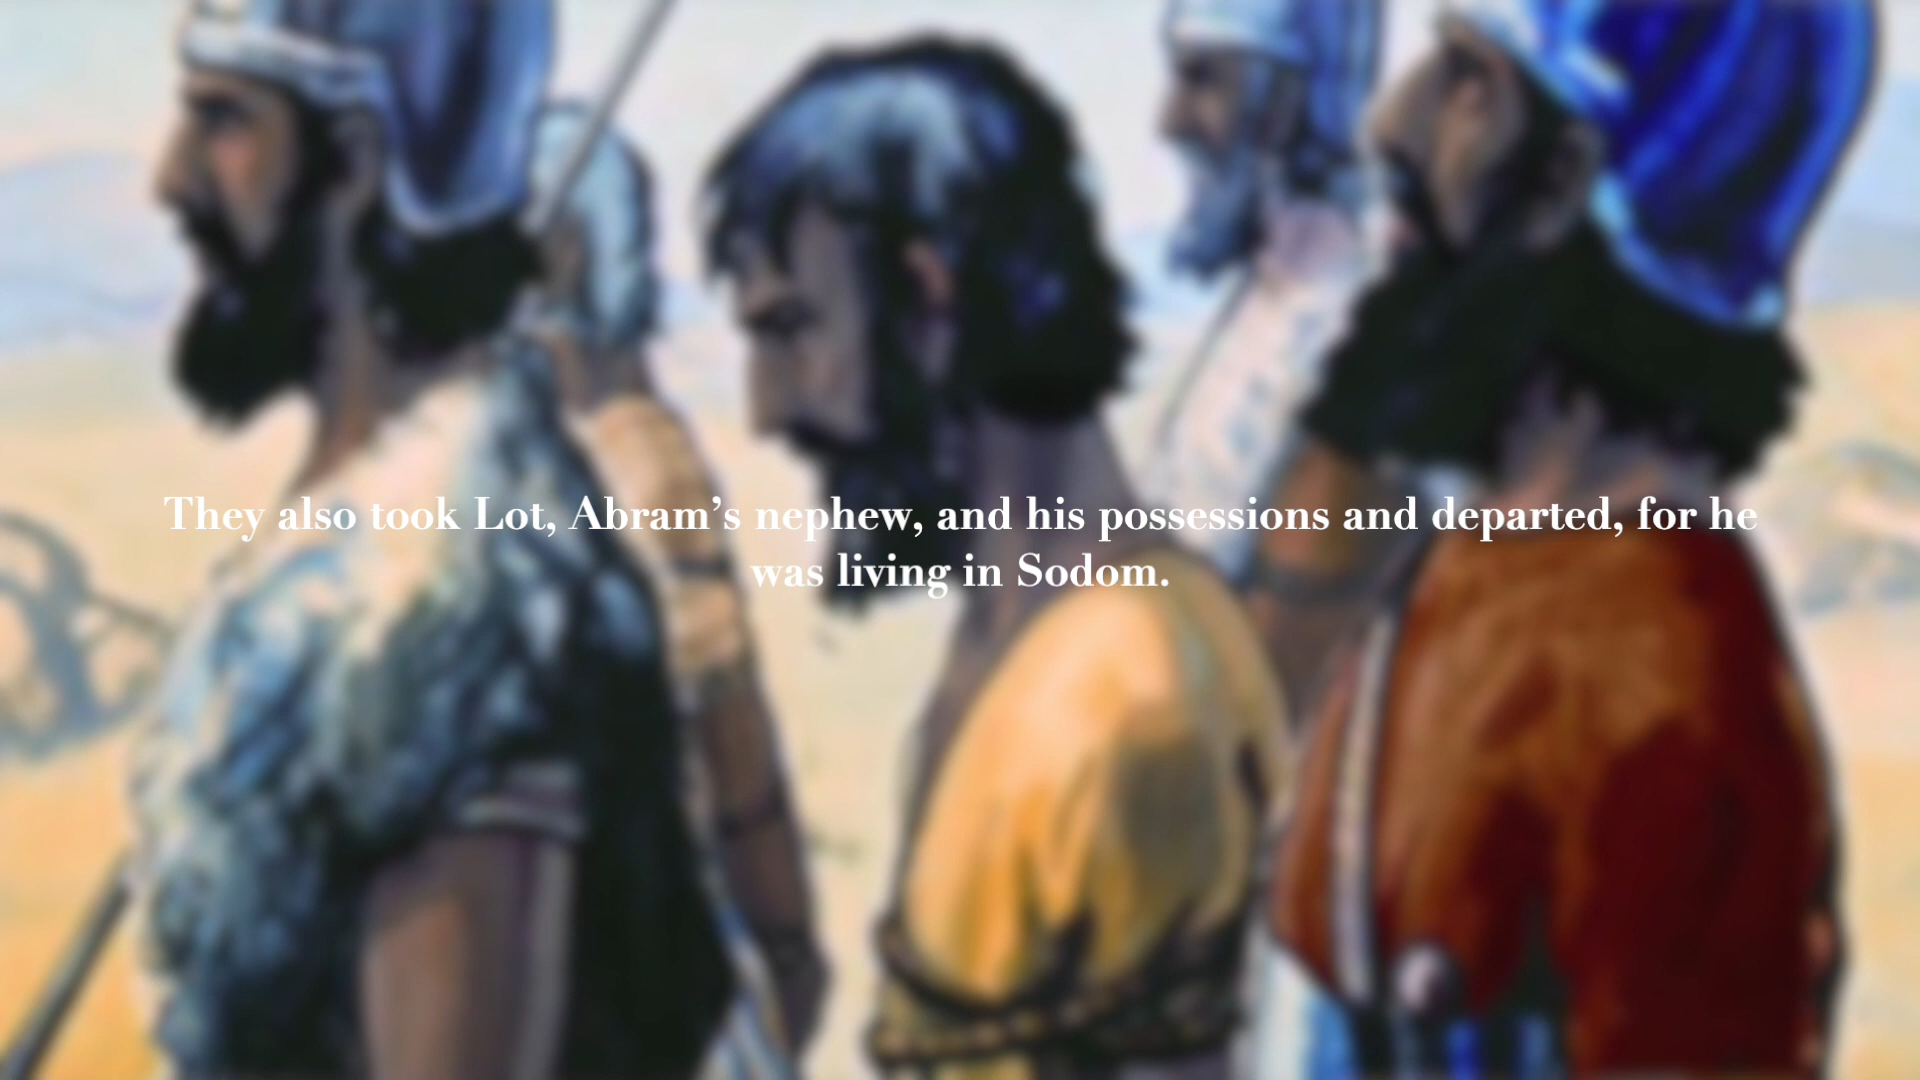 They also took Lot, Abram’s nephew, and his possessions and departed, for he
was living in Sodom.